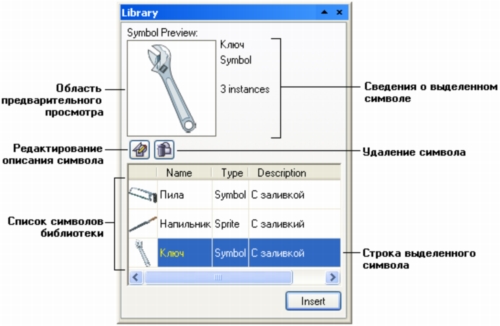 Library
Symbol Preview:
Ключ
Symbol
3 instances
Область
предварительного
просмотра
Сведения о выделенном
символе
Редактирование
описания символа
Удаление символа
Name Type Description
Пила Symbol С заливкой
Напильник Sprite С заливкий
Ключ Symbol С заливкой
Список символов
библиотеки
Строка выделенного
символа
Insert